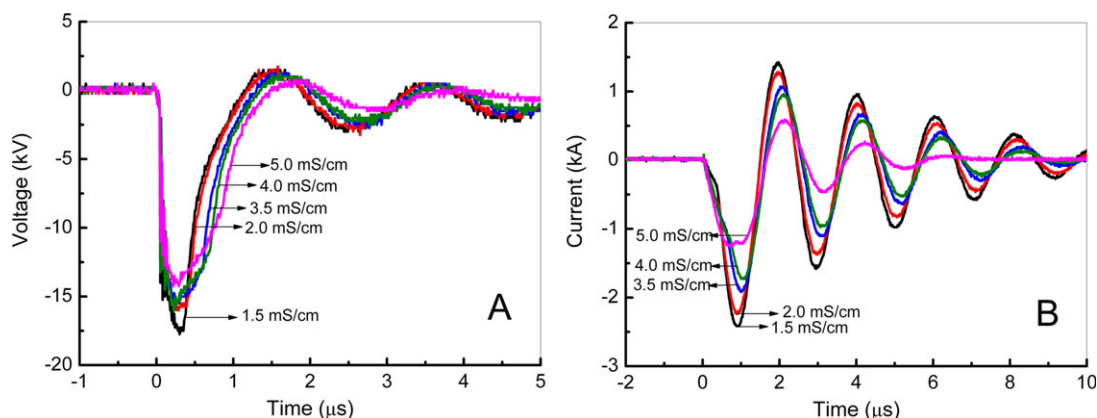 5
0
-5
-10
-15
-20
Voltage (kV)
5.0 mS/cm
4.0 mS/cm
3.5 mS/cm
2.0 mS/cm
1.5 mS/cm
A
-1 0 1 2 3 4 5
Time (μs)
2
1
0
-1
-2
-3
Current (kA)
5.0 mS/cm
4.0 mS/cm
3.5 mS/cm
2.0 mS/cm
1.5 mS/cm
B
-2 0 2 4 6 8 10
Time (μs)